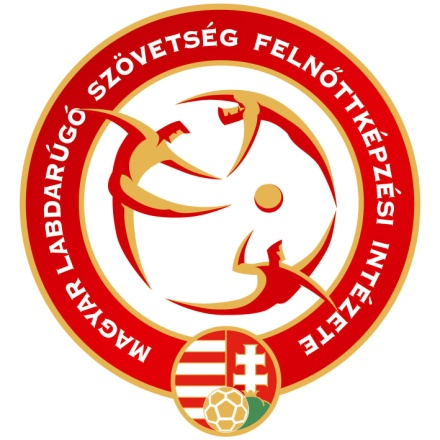 MAGYAR LABDARÚGÓ SZÖVETSÉG FELNŐTTKÉPZÉSI INTÉZETE